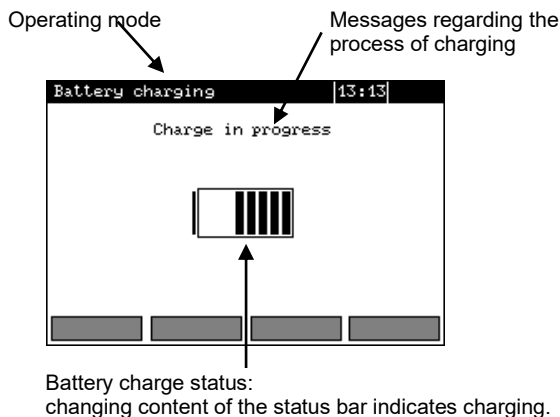 Operating mode
Messages regarding the
process of charging
Battery charging
13:13
Charge in progress
Battery charge status:
changing content of the status bar indicates charging.